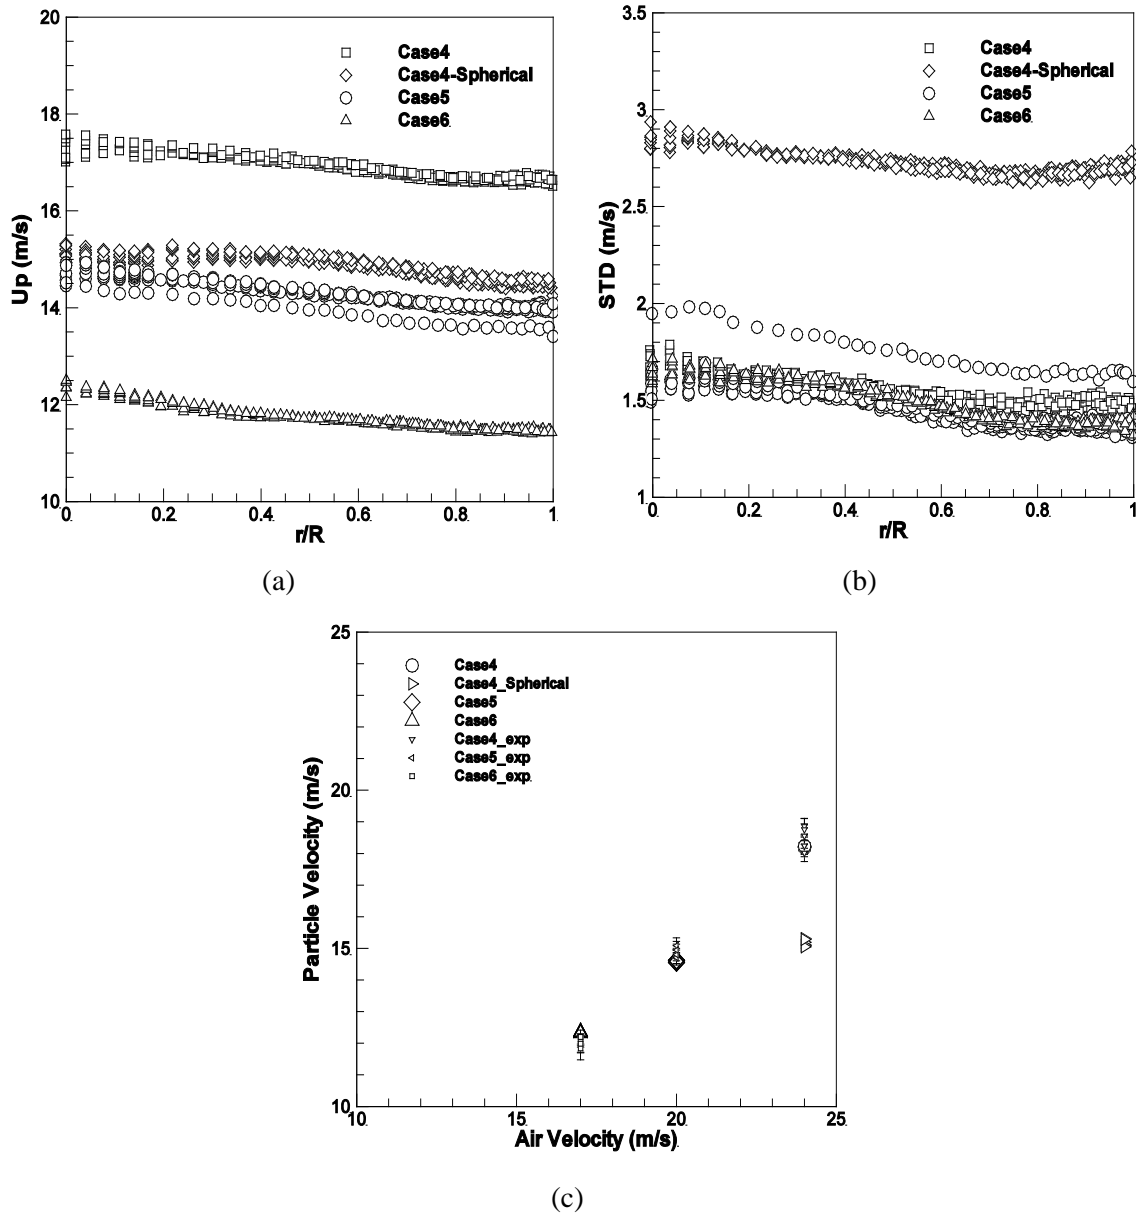 20
18
16
14
12
10
Up (m/s)
Case4
Case4-Spherical
Case5
Case6
0. 0.2 0.4 0.6 0.8 1
r/R
(a)
3.5
3
2.5
2
1.5
1
STD (m/s)
Case4
Case4-Spherical
Case5
Case6
0. 0.2 0.4 0.6 0.8 1
r/R
(b)
25
20
15
10
Particle Velocity (m/s)
Case4
Case4_Spherical
Case5
Case6
Case4_exp
Case5_exp
Case6_exp
10 15 20 25
Air Velocity (m/s)
(c)